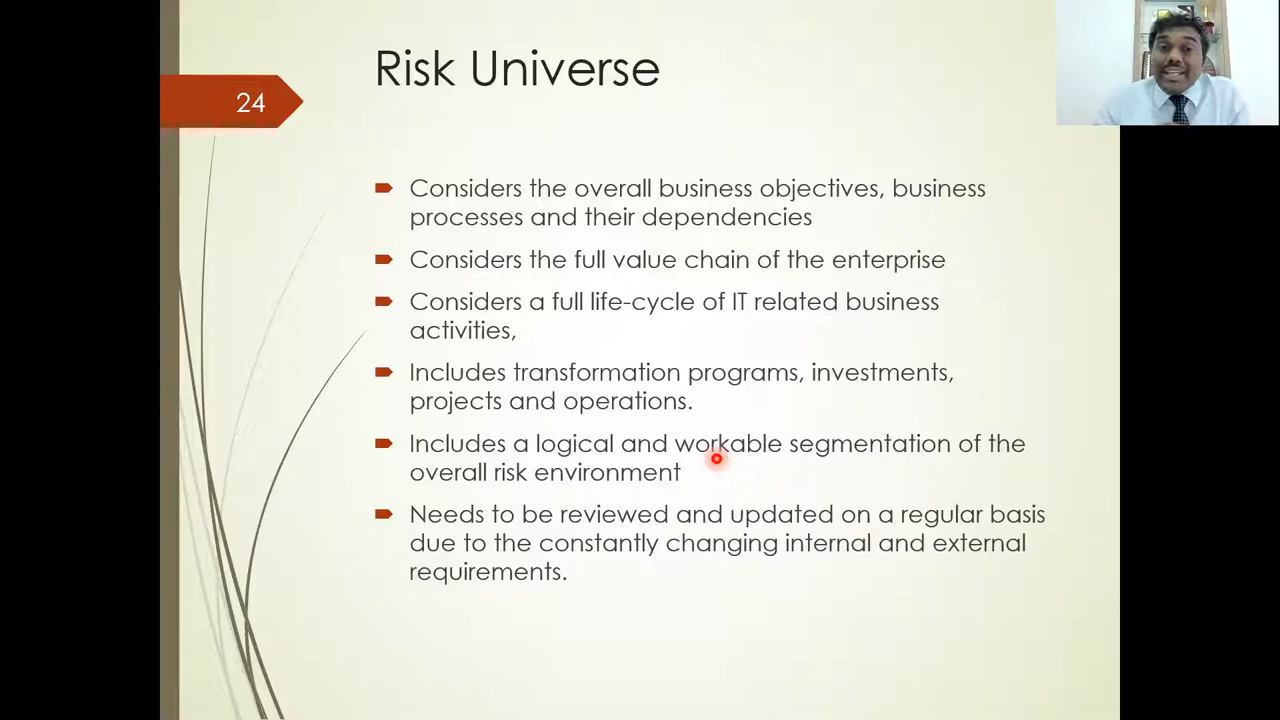 Risk Universe
24
Considers the overall business objectives, business
processes and their dependencies
Considers the full value chain of the enterprise
Considers a full life-cycle of IT related business
activities,
Includes transformation programs, investments,
projects and operations.
Includes a logical and workable segmentation of the
overall risk environment
Needs to be reviewed and updated on a regular basis
due to the constantly changing internal and external
requirements.